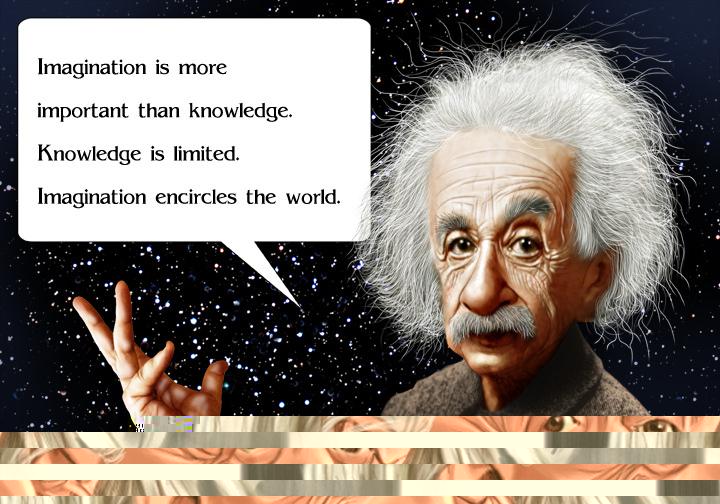 Imagination is more
important than knowledge.
Knowledge is limited.
Imagination encircles the world.